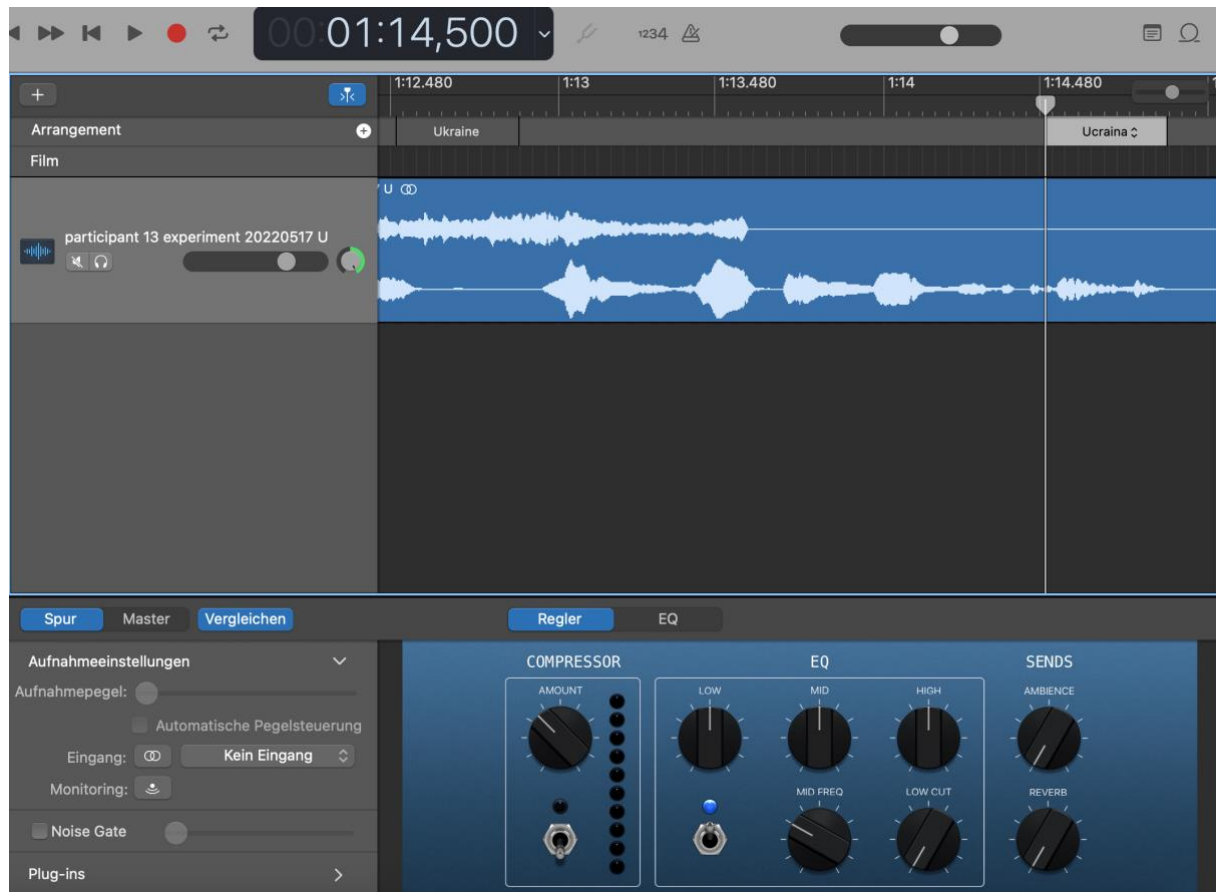 00:01:14,500
1234
1:12.480 1:13 1:13.480 1:14 1:14.480
Arrangement
Ukraine Ucraina
Film
U
participant 13 experiment 20220517 U
Spur Master Vergleichen Regler EQ
Aufnahmeeinstellungen
Aufnahmepegel:
Automatische Pegelsteuerung
Eingang: Kein Eingang
Monitoring:
Noise Gate
Plug-ins
COMPRESSOR EQ SENDS
AMOUNT LOW MID HIGH AMBIENCE
MID FREQ LOW CUT REVERB